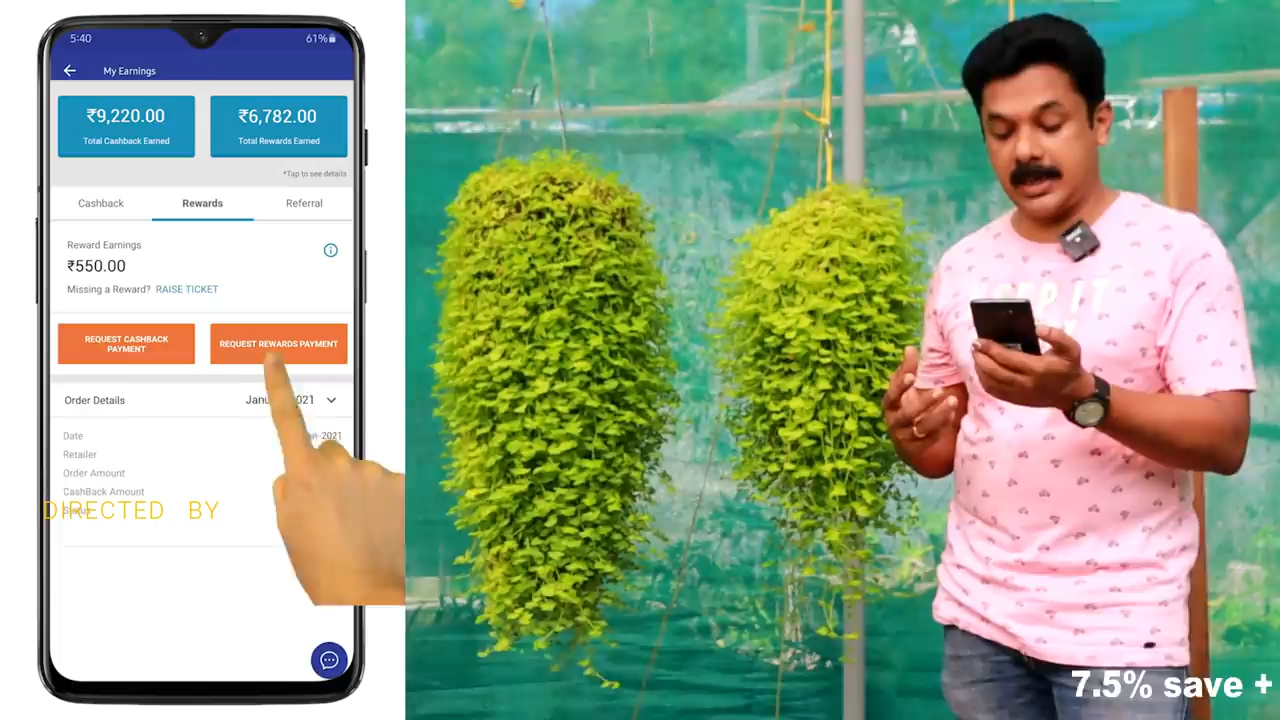 5:40
61%
My Earnings
₹9,220.00
Total Cashback Earned
₹6,782.00
Total Rewards Earned
*Tap to see details
Cashback
Rewards
Referral
Reward Earnings
₹550.00
Missing a Reward? RAISE TICKET
REQUEST CASHBACK
PAYMENT
REQUEST REWARDS PAYMENT
Order Details
Date
2021
Retailer
Order Amount
CashBack Amount
Status
DIRECTED BY
7.5% save +